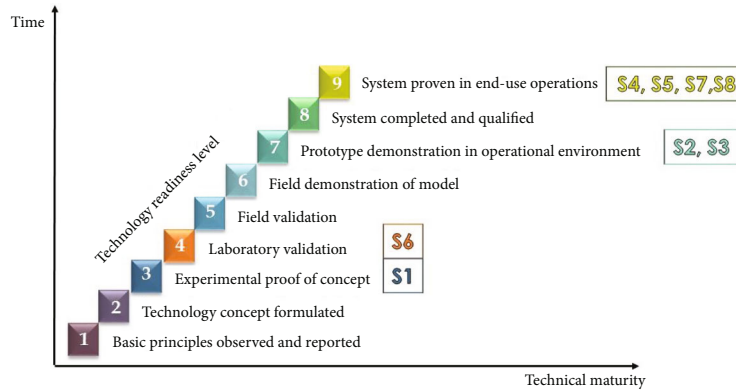 Time
9 System proven in end-use operations S4, S5, S7,S8
8 System completed and qualified
7 Prototype demonstration in operational environment S2, S3
6 Field demonstration of model
Technology readiness level
5 Field validation
4 Laboratory validation S6
3 Experimental proof of concept S1
2 Technology concept formulated
1 Basic principles observed and reported
Technical maturity